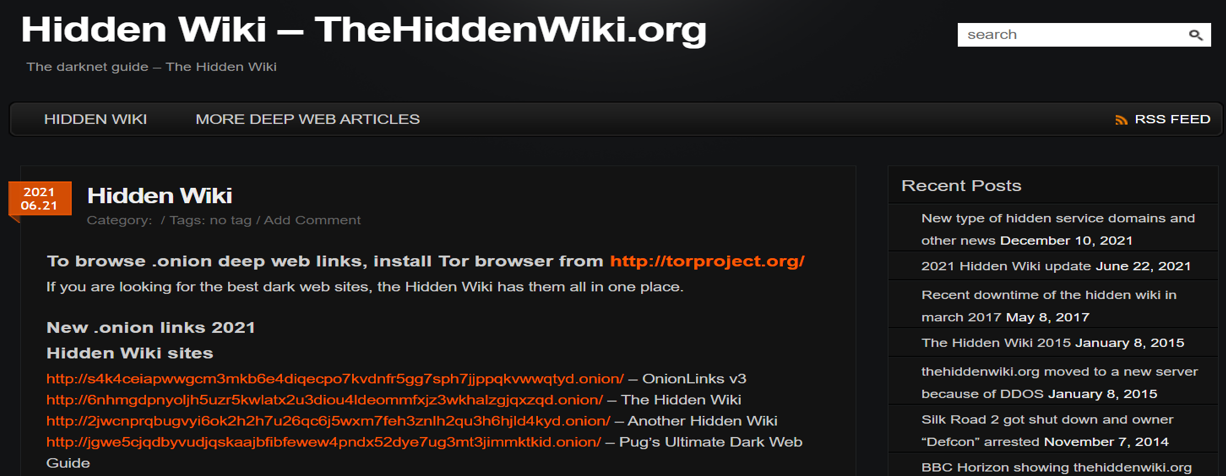 Hidden Wiki – TheHiddenWiki.org
search
The darknet guide – The Hidden Wiki
HIDDEN WIKI
MORE DEEP WEB ARTICLES
RSS FEED
2021
06.21
Hidden Wiki
Category:  / Tags: no tag / Add Comment
To browse .onion deep web links, install Tor browser from http://torproject.org/
If you are looking for the best dark web sites, the Hidden Wiki has them all in one place.
New .onion links 2021
Hidden Wiki sites
http://s4k4ceiapwwgcm3mkb6e4diqecpo7kvdnfr5gg7sph7jjppqkvwwqtyd.onion/ – OnionLinks v3
http://6nhmgdpnyoljh5uzr5kwlatx2u3diou4ldeommfxjz3wkhalzgjqxzqd.onion/ – The Hidden Wiki
http://2jwcnprqbugvyi6ok2h2h7u26qc6j5wxm7feh3znlh2qu3h6hjld4kyd.onion/ – Another Hidden Wiki
http://jgwe5cjqdbyvudjqskaajbfibfewew4pndx52dye7ug3mt3jimmktkid.onion/ – Pug's Ultimate Dark Web
Guide
Recent Posts
New type of hidden service domains and
other news December 10, 2021
2021 Hidden Wiki update June 22, 2021
Recent downtime of the hidden wiki in
march 2017 May 8, 2017
The Hidden Wiki 2015 January 8, 2015
thehiddenwiki.org moved to a new server
because of DDOS January 8, 2015
Silk Road 2 got shut down and owner
"Defcon" arrested November 7, 2014
BBC Horizon showing thehiddenwiki.org